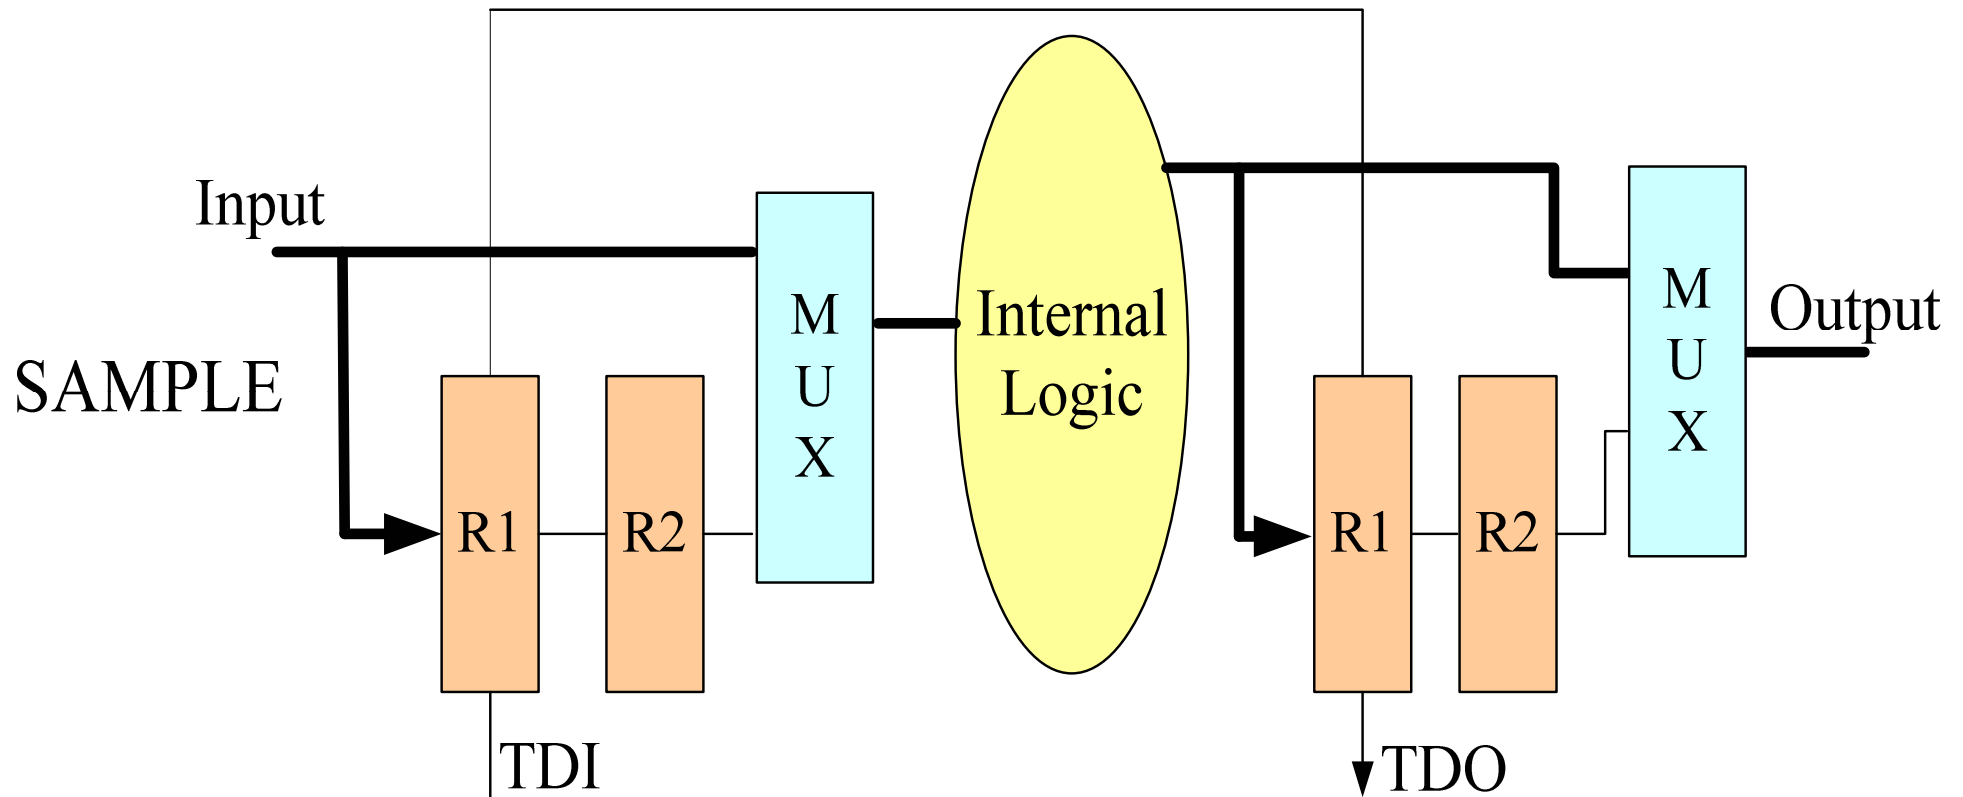 Input
SAMPLE
R1
R2
M
U
X
Internal
Logic
R1
R2
M
U
X
Output
TDI
TDO